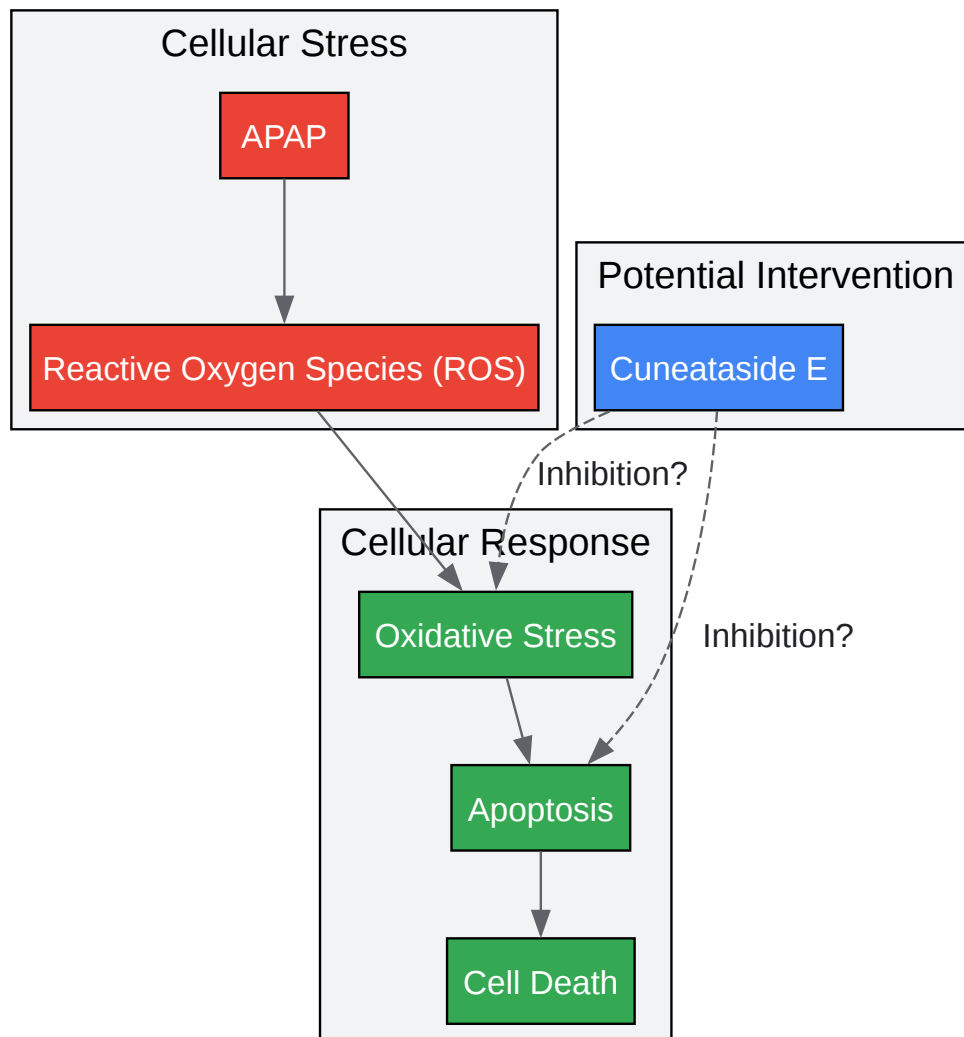 Cellular Stress
APAP
Reactive Oxygen Species (ROS)
Potential Intervention
Cuneataside E
Inhibition?
Cellular Response
Oxidative Stress
Inhibition?
Apoptosis
Cell Death